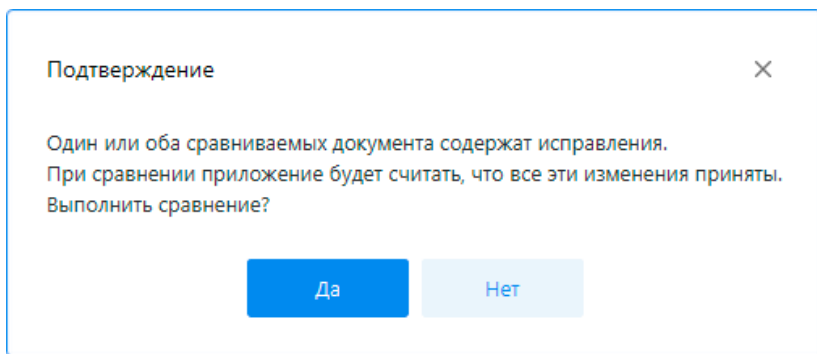 Подтверждение
Один или оба сравниваемых документа содержат исправления.
При сравнении приложение будет считать, что все эти изменения приняты.
Выполнить сравнение?
Да
Нет